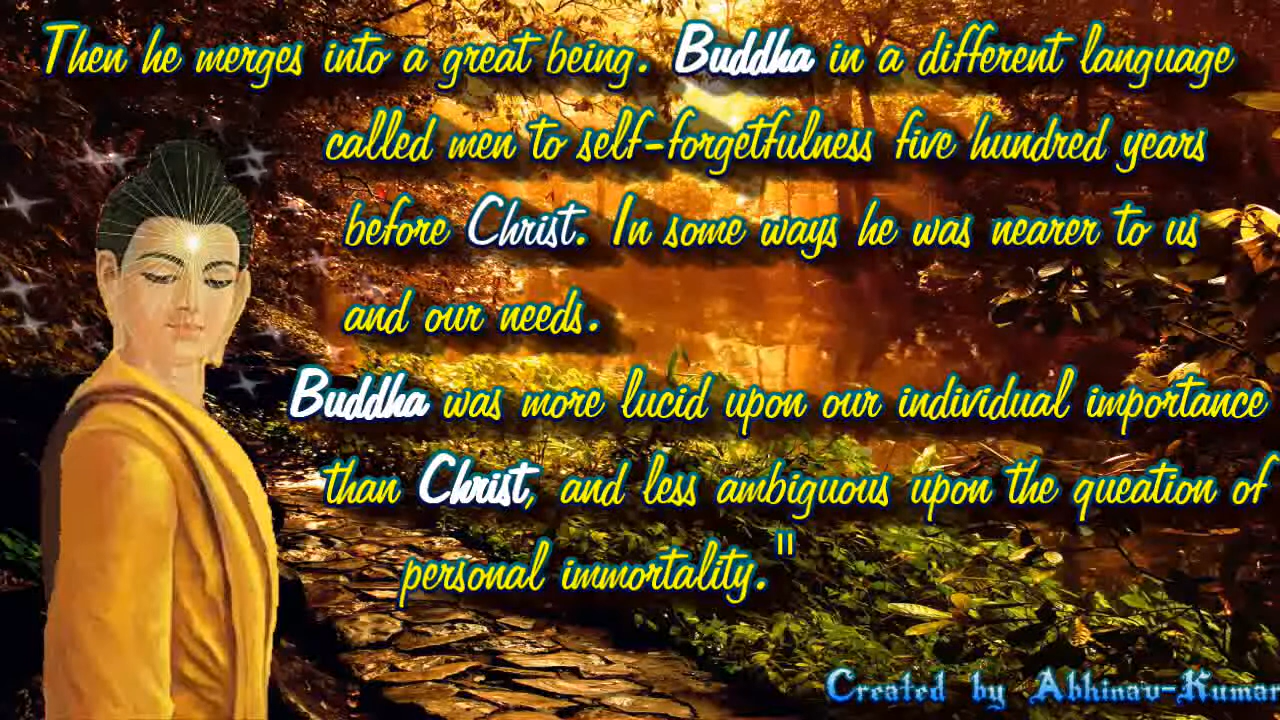 Then he merges into a great being. Buddha in a different language
called men to self-forgetfulness five hundred years
before Christ. In some ways he was nearer to us
and our needs.
Buddha was more lucid upon our individual importance
than Christ, and less ambiguous upon the queation of
personal immortality."
Created by Abhinav-Kumar